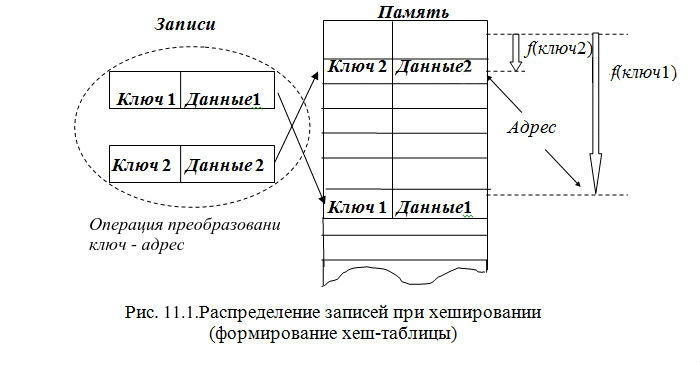 Записи
Память
f(ключ2)
Ключ 2 Данные2
f(ключ1)
Ключ 1 Данные1
Адрес
Ключ 2 Данные 2
Ключ 1 Данные1
Операция преобразовани
ключ - адрес
Рис. 11.1.Распределение записей при хешировании
(формирование хеш-таблицы)